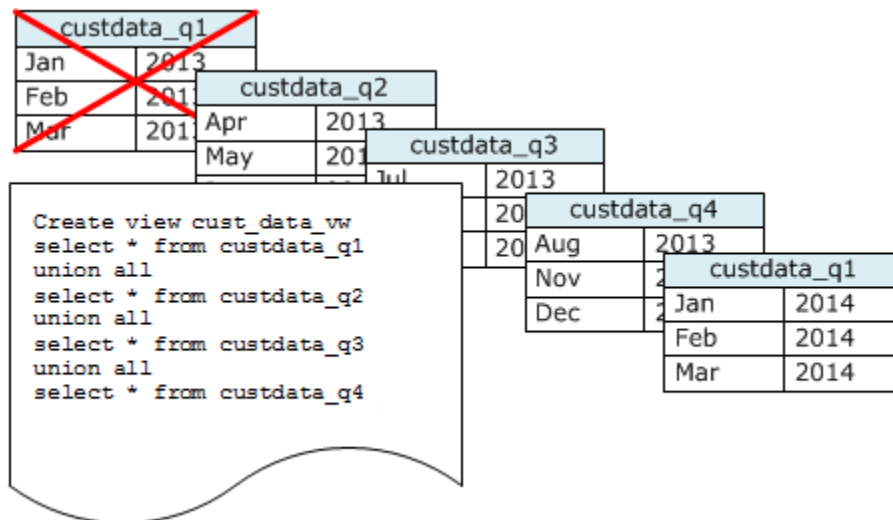 custdata_q1
Jan 2013
Feb
Mar
custdata_q2
Apr 2013
May
custdata_q3
Jul 2013
custdata_q4
Aug 2013
Nov
Dec
custdata_q1
Jan 2014
Feb 2014
Mar 2014
Create view cust_data_vw
select * from custdata_q1
union all
select * from custdata_q2
union all
select * from custdata_q3
union all
select * from custdata_q4